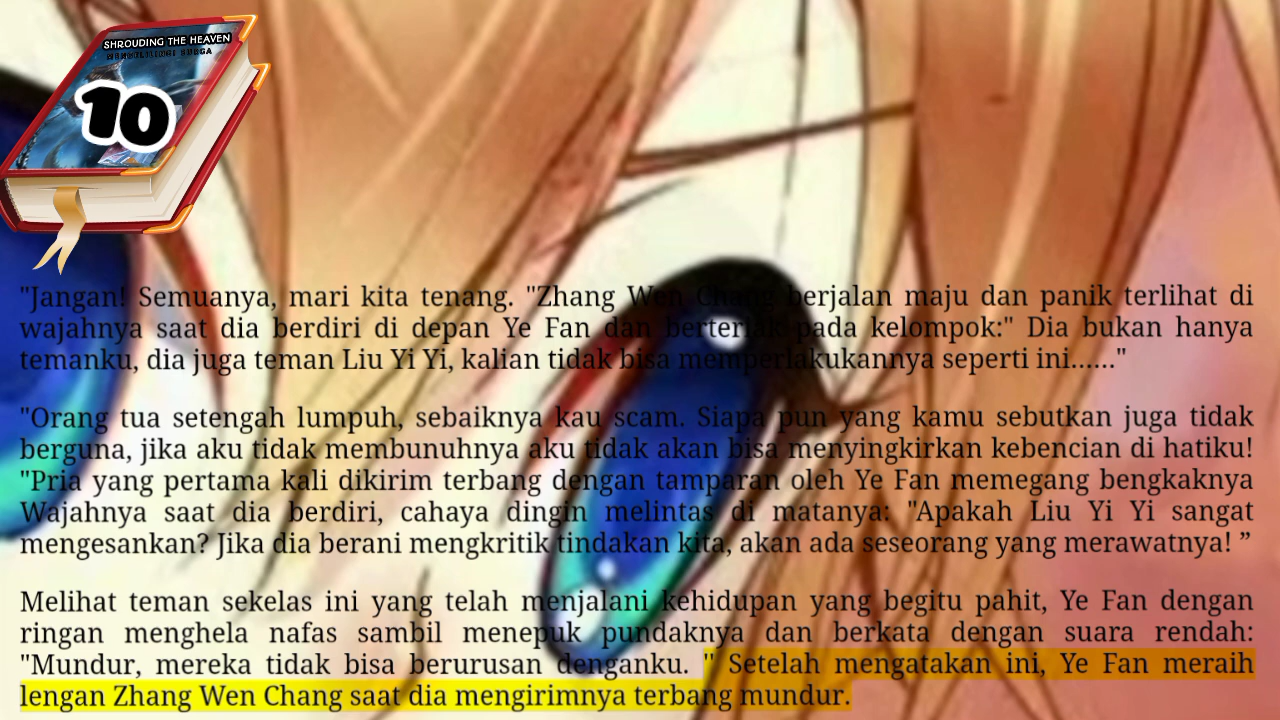 SHROUDING THE HEAVEN
10
"Jangan! Semuanya, mari kita tenang. "Zhang Wen Chang berjalan maju dan panik terlihat di
wajahnya saat dia berdiri di depan Ye Fan dan berteriak pada kelompok:" Dia bukan hanya
temanku, dia juga teman Liu Yi Yi, kalian tidak bisa memperlakukannya seperti ini......"
"Orang tua setengah lumpuh, sebaiknya kau scam. Siapa pun yang kamu sebutkan juga tidak
berguna, jika aku tidak membunuhnya aku tidak akan bisa menyingkirkan kebencian di hatiku!
"Pria yang pertama kali dikirim terbang dengan tamparan oleh Ye Fan memegang bengkaknya
Wajahnya saat dia berdiri, cahaya dingin melintas di matanya: "Apakah Liu Yi Yi sangat
mengesankan? Jika dia berani mengkritik tindakan kita, akan ada seseorang yang merawatnya! ”
Melihat teman sekelas ini yang telah menjalani kehidupan yang begitu pahit, Ye Fan dengan
ringan menghela nafas sambil menepuk pundaknya dan berkata dengan suara rendah:
"Mundur, mereka tidak bisa berurusan denganku. " Setelah mengatakan ini, Ye Fan meraih
lengan Zhang Wen Chang saat dia mengirimnya terbang mundur.